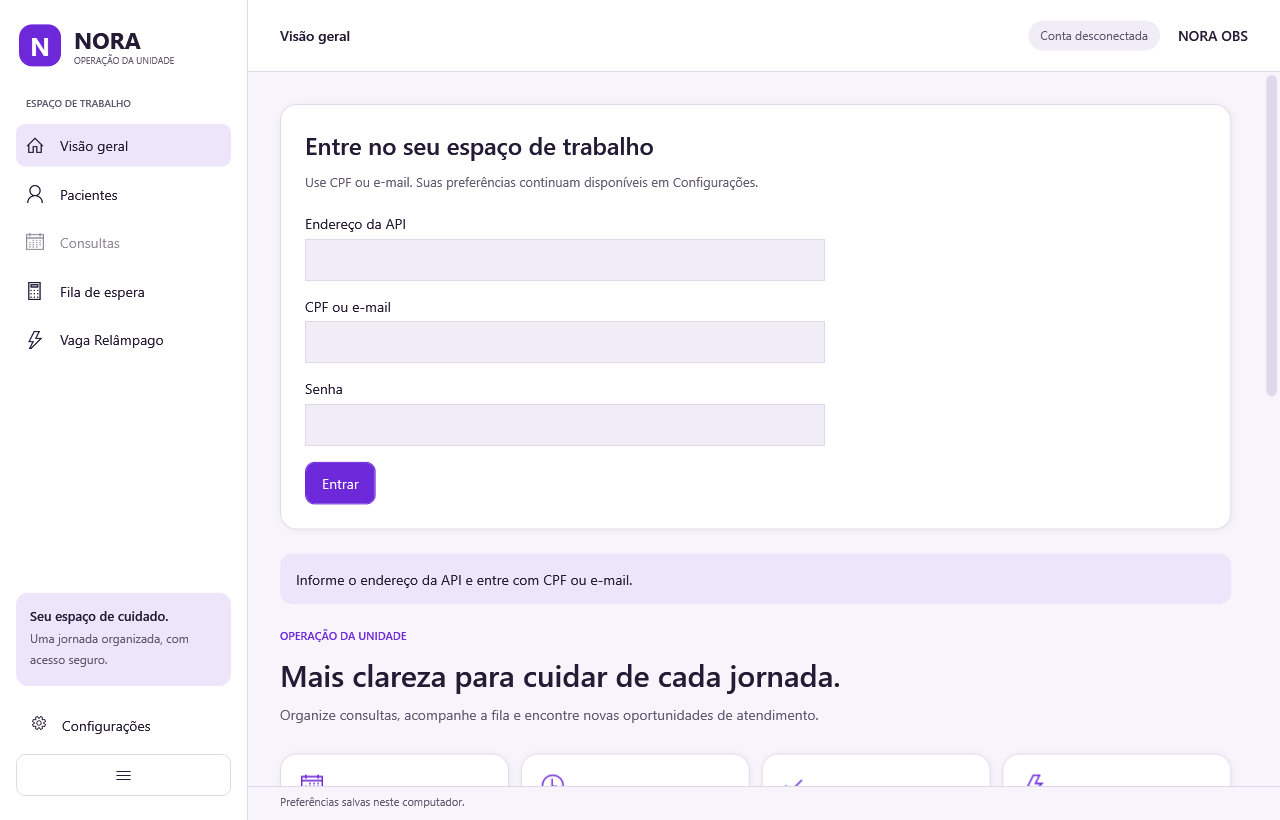 N
NORA
OPERAÇÃO DA UNIDADE
ESPAÇO DE TRABALHO
Visão geral
Pacientes
Consultas
Fila de espera
Vaga Relâmpago
Seu espaço de cuidado.
Uma jornada organizada, com
acesso seguro.
Configurações
Visão geral
Conta desconectada
NORA OBS
Entre no seu espaço de trabalho
Use CPF ou e-mail. Suas preferências continuam disponíveis em Configurações.
Endereço da API
CPF ou e-mail
Senha
Entrar
Informe o endereço da API e entre com CPF ou e-mail.
OPERAÇÃO DA UNIDADE
Mais clareza para cuidar de cada jornada.
Organize consultas, acompanhe a fila e encontre novas oportunidades de atendimento.
Preferências salvas neste computador.